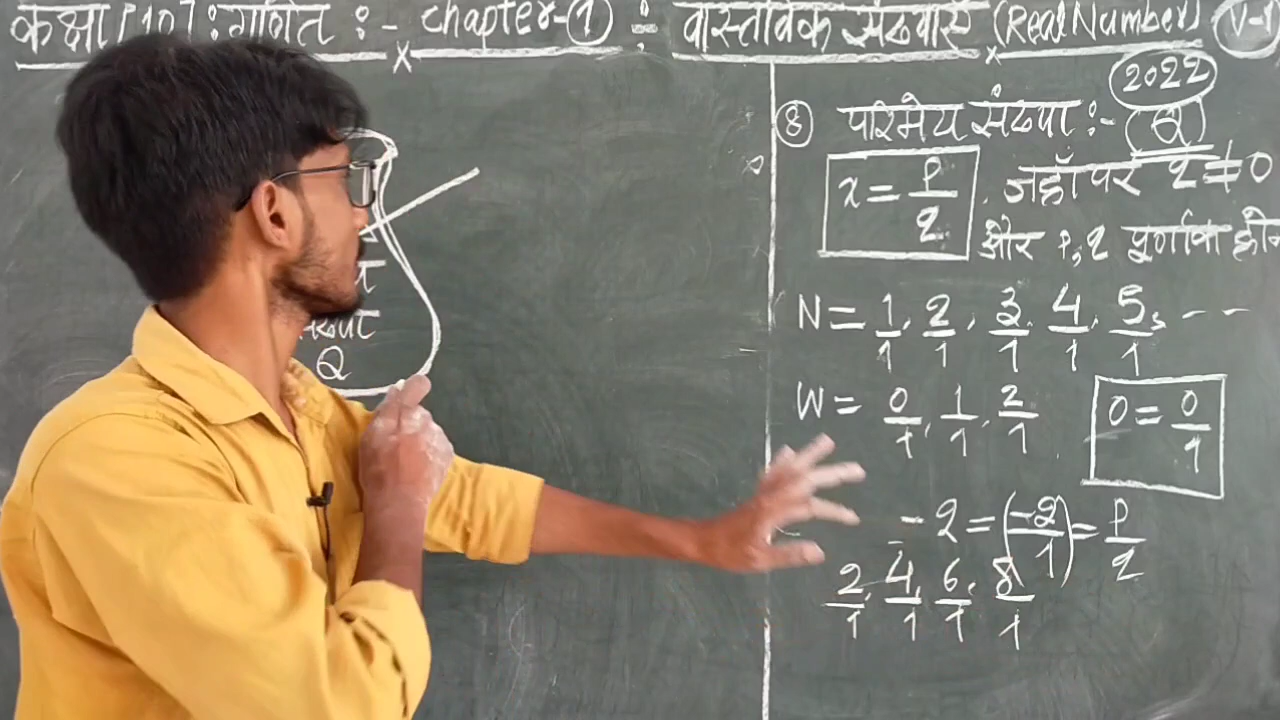 कक्षा [10] : गणित :- Chapter-(1) : वास्तविक संख्याएँ (Real Number) V-1
2022
Q
(8) परिमेय संख्या :- (Q)
x = P/q , जहाँ पर q ≠ 0
और P, q पूर्णांक
N = 1/1, 2/1, 3/1, 4/1, 5/1, - -
W = 0/1, 1/1, 2/1
0 = 0/1
- 2 = (-2/1) = P/q
2/1, 4/1, 6/1, 8/1